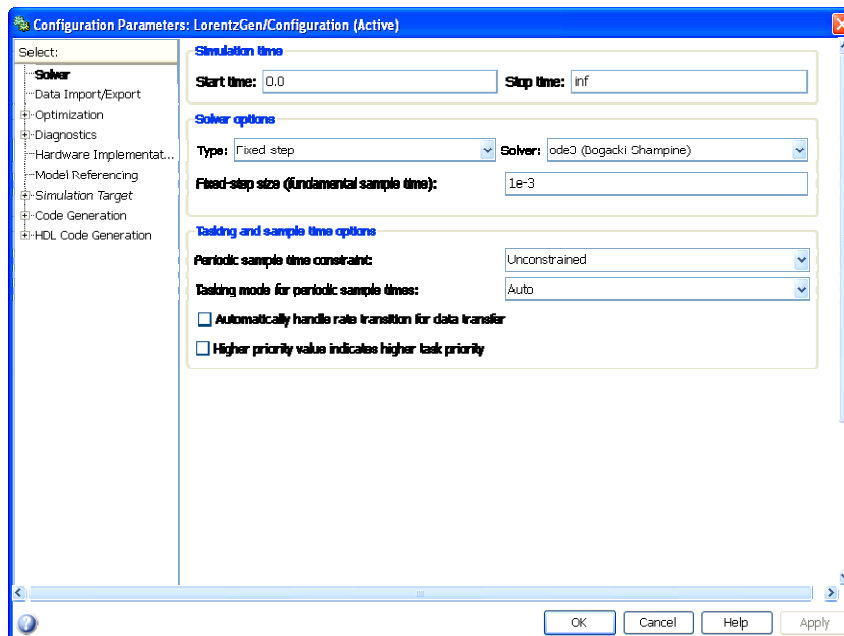 Configuration Parameters: LorentzGen/Configuration (Active)
Select:
Solver
Data Import/Export
Optimization
Diagnostics
Hardware Implementat...
Model Referencing
Simulation Target
Code Generation
HDL Code Generation
Simulation time
Start time: 0.0 Stop time: inf
Solver options
Type: Fixed step Solver: ode3 (Bogacki Shampine)
Fixed-step size (fundamental sample time): 1e-3
Tasking and sample time options
Periodic sample time constraint: Unconstrained
Tasking mode for periodic sample times: Auto
Automatically handle rate transition for data transfer
Higher priority value indicates higher task priority
OK Cancel Help Apply